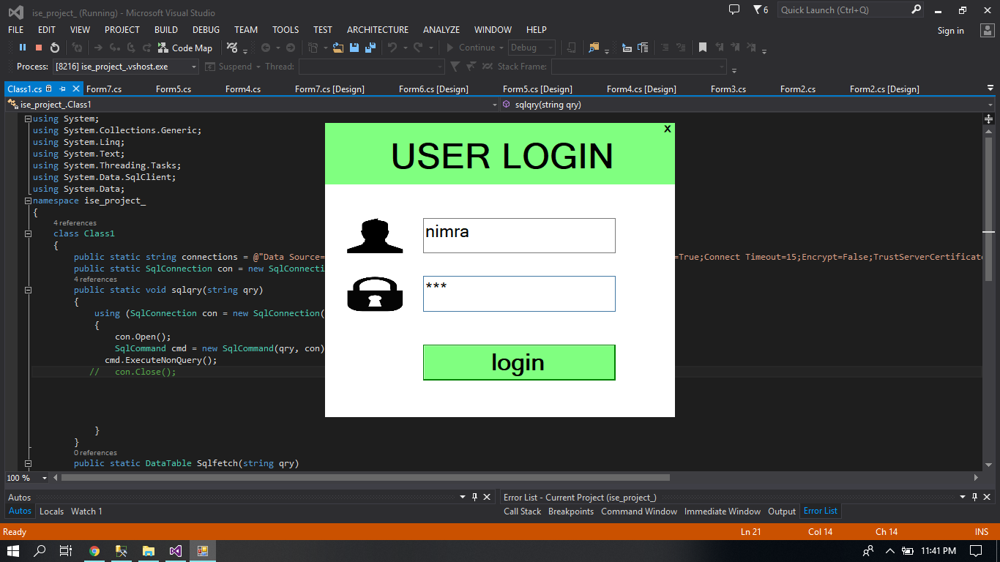 ise_project_ (Running) - Microsoft Visual Studio
6
Quick Launch (Ctrl+Q)
FILE EDIT VIEW PROJECT BUILD DEBUG TEAM TOOLS TEST ARCHITECTURE ANALYZE WINDOW HELP
Sign in
Code Map
Continue
Debug
Process: [8216] ise_project_.vshost.exe
Suspend
Thread:
Stack Frame:
Class1.cs Form7.cs Form5.cs Form4.cs Form7.cs [Design] Form6.cs [Design] Form5.cs [Design] Form4.cs [Design] Form3.cs Form2.cs Form2.cs [Design]
ise_project_.Class1
sqlqry(string qry)
using System;
using System.Collections.Generic;
using System.Linq;
using System.Text;
using System.Threading.Tasks;
using System.Data.SqlClient;
using System.Data;
namespace ise_project_
{
4 references
class Class1
{
public static string connections = @"Data Source=
=True;Connect Timeout=15;Encrypt=False;TrustServerCertificat
public static SqlConnection con = new SqlConnecti
4 references
public static void sqlqry(string qry)
{
using (SqlConnection con = new SqlConnection(
{
con.Open();
SqlCommand cmd = new SqlCommand(qry, con)
cmd.ExecuteNonQuery();
// con.Close();
}
}
0 references
public static DataTable Sqlfetch(string qry)
x
USER LOGIN
nimra
***
login
100 %
Autos
Autos Locals Watch 1
Error List - Current Project (ise_project_)
Call Stack Breakpoints Command Window Immediate Window Output Error List
Ready
Ln 21
Col 14
Ch 14
INS
11:41 PM